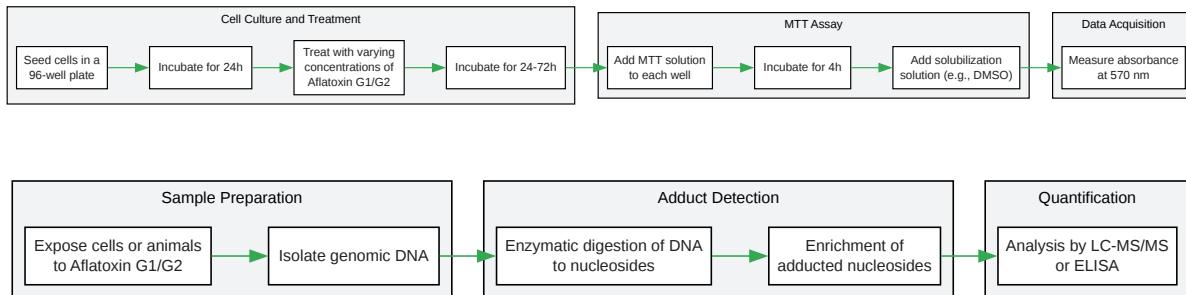 Cell Culture and Treatment
Seed cells in a
96-well plate
Incubate for 24h
Treat with varying
concentrations of
Aflatoxin G1/G2
Incubate for 24-72h
MTT Assay
Add MTT solution
to each well
Incubate for 4h
Add solubilization
solution (e.g., DMSO)
Data Acquisition
Measure absorbance
at 570 nm
Sample Preparation
Expose cells or animals
to Aflatoxin G1/G2
Isolate genomic DNA
Adduct Detection
Enzymatic digestion of DNA
to nucleosides
Enrichment of
adducted nucleosides
Quantification
Analysis by LC-MS/MS
or ELISA